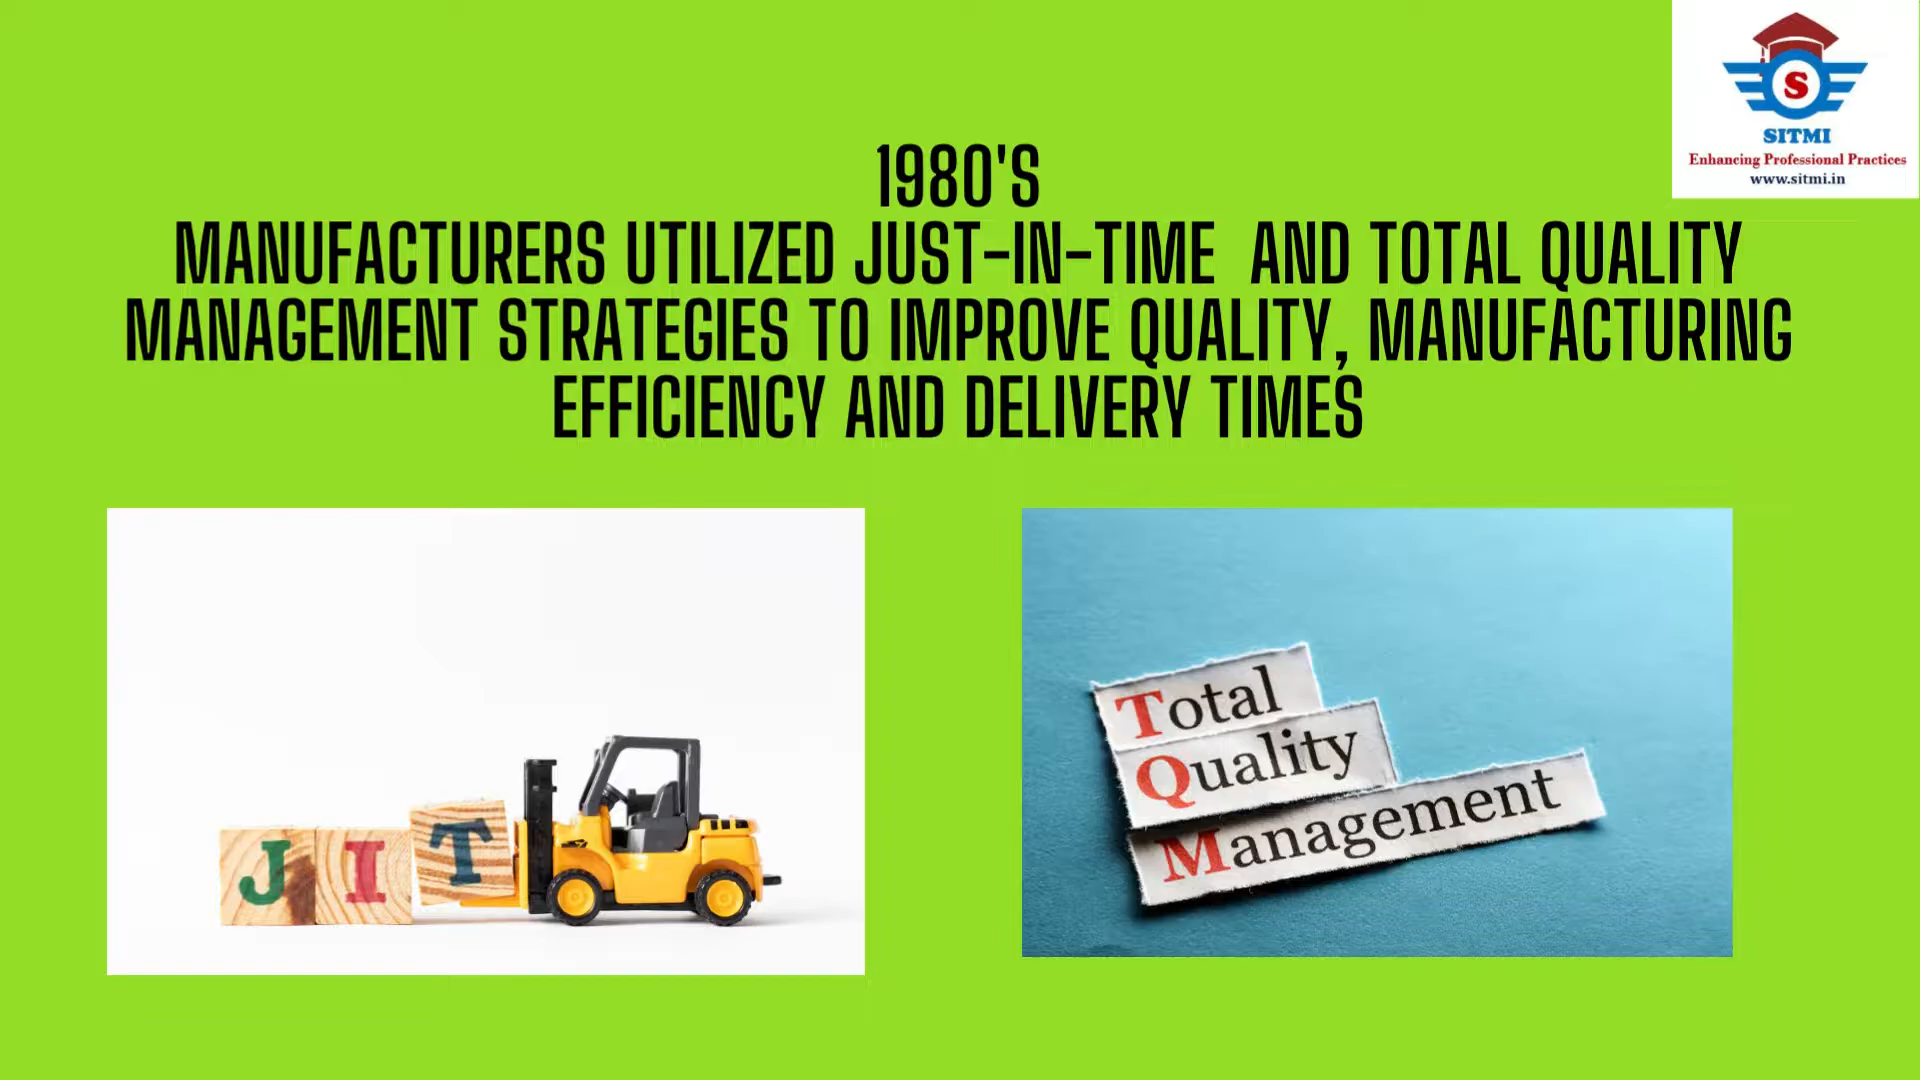 1980'S
MANUFACTURERS UTILIZED JUST-IN-TIME AND TOTAL QUALITY
MANAGEMENT STRATEGIES TO IMPROVE QUALITY, MANUFACTURING
EFFICIENCY AND DELIVERY TIMES
S
SITMI
Enhancing Professional Practices
www.sitmi.in
J I T
Total
Quality
Management